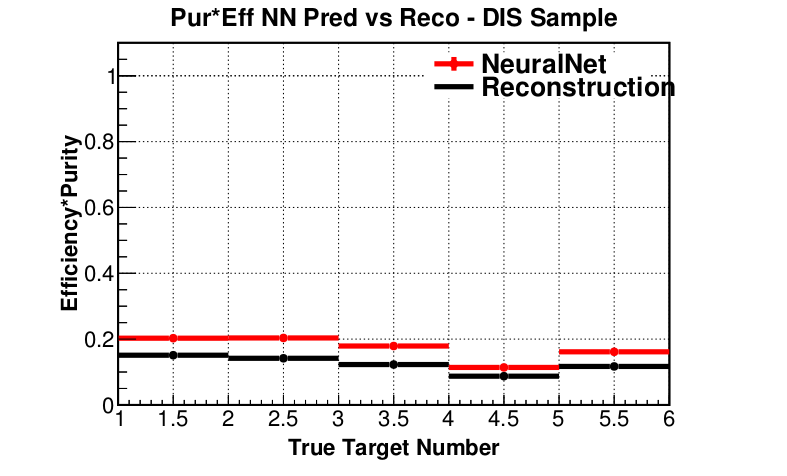 Pur*Eff NN Pred vs Reco - DIS Sample
NeuralNet
Reconstruction
Efficiency*Purity
1
0.8
0.6
0.4
0.2
0
1 1.5 2 2.5 3 3.5 4 4.5 5 5.5 6
True Target Number